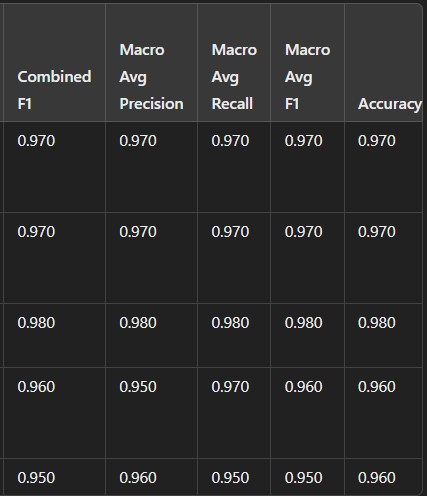 Combined F1 Macro Avg Precision Macro Avg Recall Macro Avg F1 Accuracy
0.970 0.970 0.970 0.970 0.970
0.970 0.970 0.970 0.970 0.970
0.980 0.980 0.980 0.980 0.980
0.960 0.950 0.970 0.960 0.960
0.950 0.960 0.950 0.950 0.960